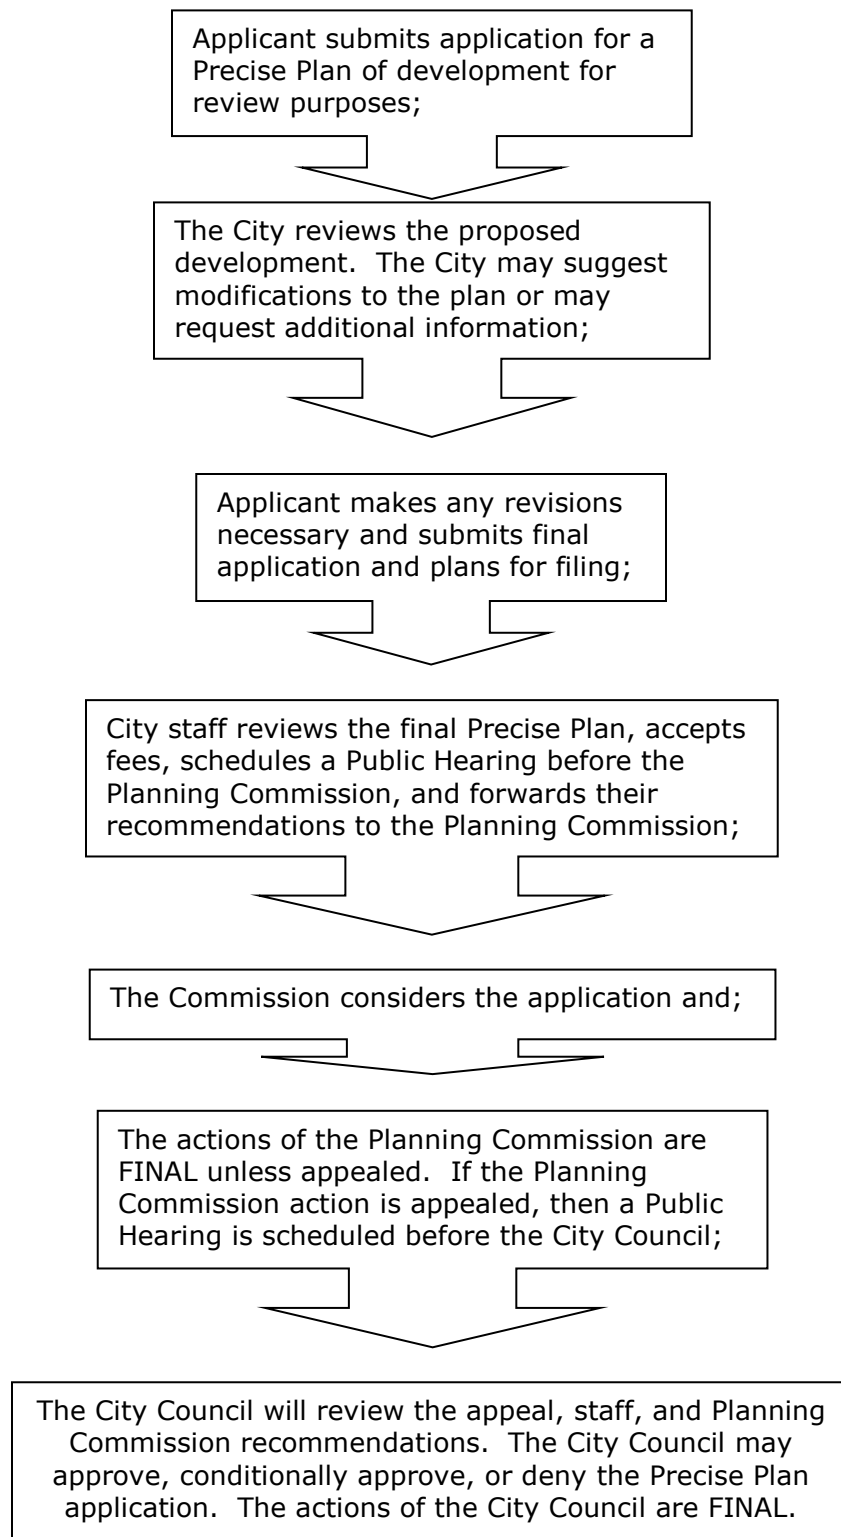 Applicant submits application for a
Precise Plan of development for
review purposes;
The City reviews the proposed
development.  The City may suggest
modifications to the plan or may
request additional information;
Applicant makes any revisions
necessary and submits final
application and plans for filing;
City staff reviews the final Precise Plan, accepts
fees, schedules a Public Hearing before the
Planning Commission, and forwards their
recommendations to the Planning Commission;
The Commission considers the application and;
The actions of the Planning Commission are
FINAL unless appealed.  If the Planning
Commission action is appealed, then a Public
Hearing is scheduled before the City Council;
The City Council will review the appeal, staff, and Planning
Commission recommendations.  The City Council may
approve, conditionally approve, or deny the Precise Plan
application.  The actions of the City Council are FINAL.